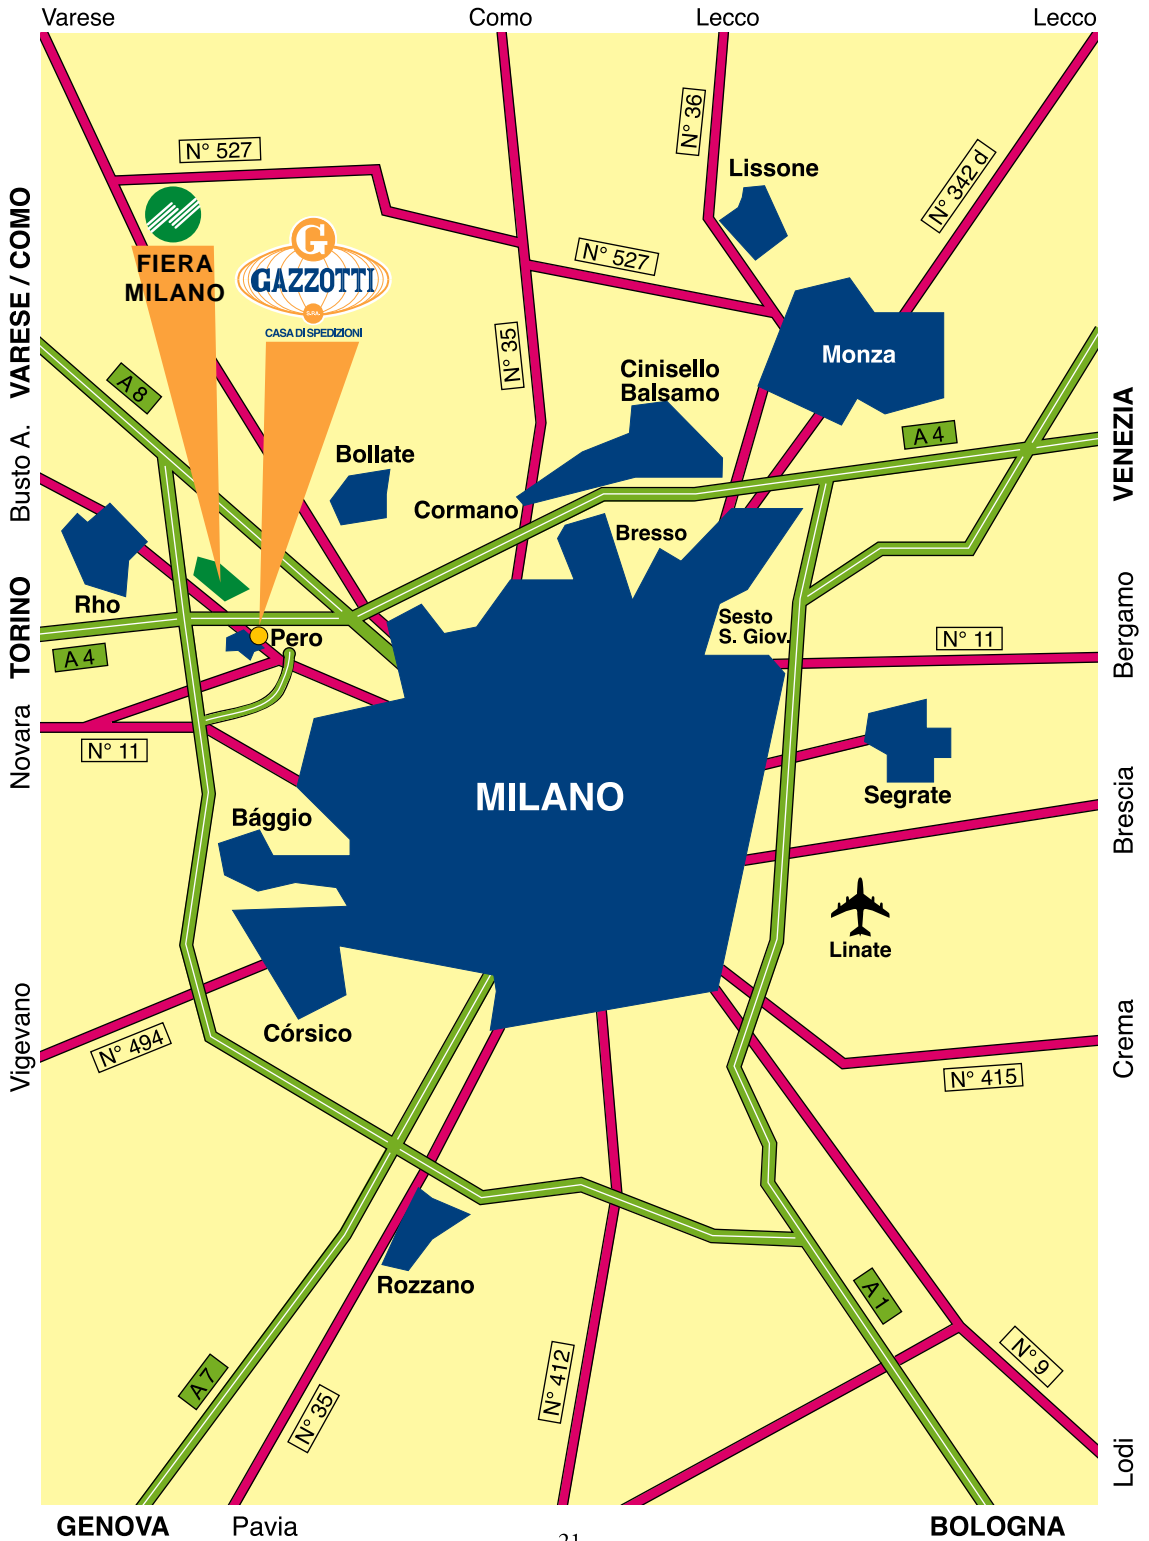 Varese
Como
Lecco
Lecco
N° 36
N° 527
Lissone
N° 342 d
VARESE / COMO
FIERA
MILANO
G
GAZZOTTI
S.P.A.
CASA DI SPEDIZIONI
N° 527
N° 35
Monza
Cinisello
Balsamo
A 8
A 4
VENEZIA
Busto A.
Bollate
Cormano
Bresso
Rho
TORINO
Sesto
S. Giov.
Pero
N° 11
Bergamo
A 4
Novara
N° 11
MILANO
Segrate
Brescia
Bággio
Linate
Vigevano
Córsico
N° 494
Crema
N° 415
Rozzano
A 1
N° 9
A 7
N° 35
N° 412
Lodi
GENOVA
Pavia
BOLOGNA
21